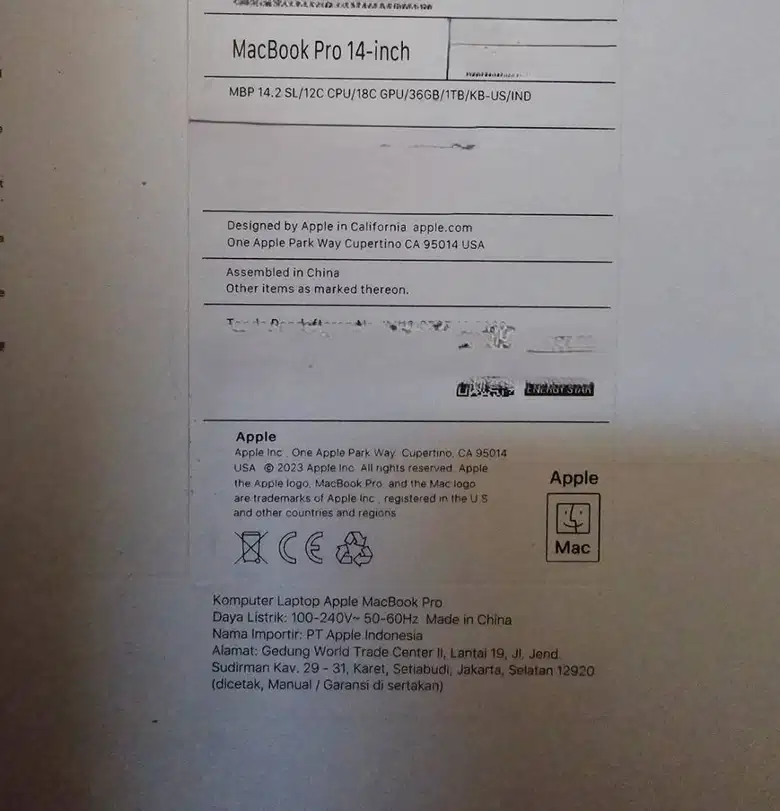 MacBook Pro 14-inch
MBP 14.2 SL/12C CPU/18C GPU/36GB/1TB/KB-US/IND
Designed by Apple in California apple.com
One Apple Park Way Cupertino CA 95014 USA
Assembled in China
Other items as marked thereon.
ENERGY STAR
Apple
Apple Inc., One Apple Park Way Cupertino, CA 95014
USA © 2023 Apple Inc. All rights reserved. Apple
the Apple logo, MacBook Pro and the Mac logo
are trademarks of Apple Inc., registered in the U S
and other countries and regions
Apple
Mac
Komputer Laptop Apple MacBook Pro
Daya Listrik: 100-240V~ 50-60Hz Made in China
Nama Importir: PT Apple Indonesia
Alamat: Gedung World Trade Center II, Lantai 19, Jl, Jend.
Sudirman Kav. 29 - 31, Karet, Setiabudi, Jakarta, Selatan 12920
(dicetak, Manual / Garansi di sertakan)